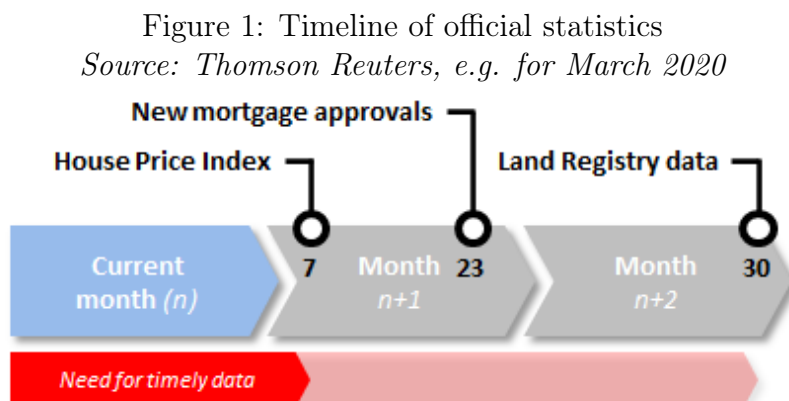 Figure 1: Timeline of official statistics
Source: Thomson Reuters, e.g. for March 2020
New mortgage approvals
House Price Index
Land Registry data
Current
month (n)
7
Month
n+1
23
Month
n+2
30
Need for timely data